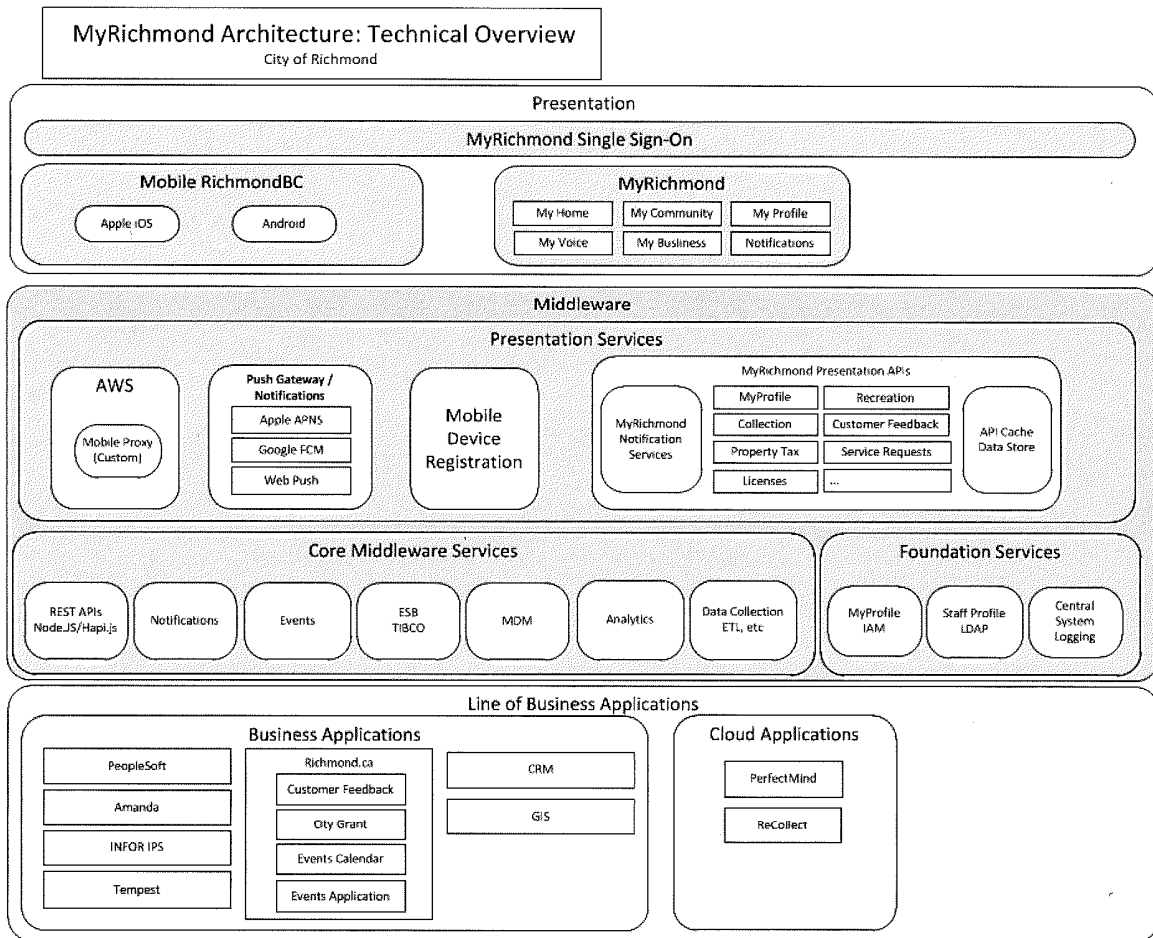 MyRichmond Architecture: Technical Overview
City of Richmond
Presentation
MyRichmond Single Sign-On
Mobile RichmondBC
Apple iOS
Android
MyRichmond
My Home
My Community
My Profile
My Voice
My Busliness
Notifications
Middleware
Presentation Services
AWS
Mobile Proxy
(Custom)
Push Gateway /
Notifications
Apple APNS
Google FCM
Web Push
Mobile
Device
Registration
MyRichmond Presentation APIs
MyRichmond
Notification
Services
MyProfile
Recreation
Collection
Customer Feedback
Property Tax
Service Requests
Licenses
...
API Cache
Data Store
Core Middleware Services
REST APIs
Node.JS/Hapi.js
Notifications
Events
ESB
TIBCO
MDM
Analytics
Data Collection
ETL, etc
Foundation Services
MyProfile
IAM
Staff Profile
LDAP
Central
System
Logging
Line of Business Applications
Business Applications
PeopleSoft
Amanda
INFOR IPS
Tempest
Richmond.ca
Customer Feedback
City Grant
Events Calendar
Events Application
CRM
GIS
Cloud Applications
PerfectMind
ReCollect